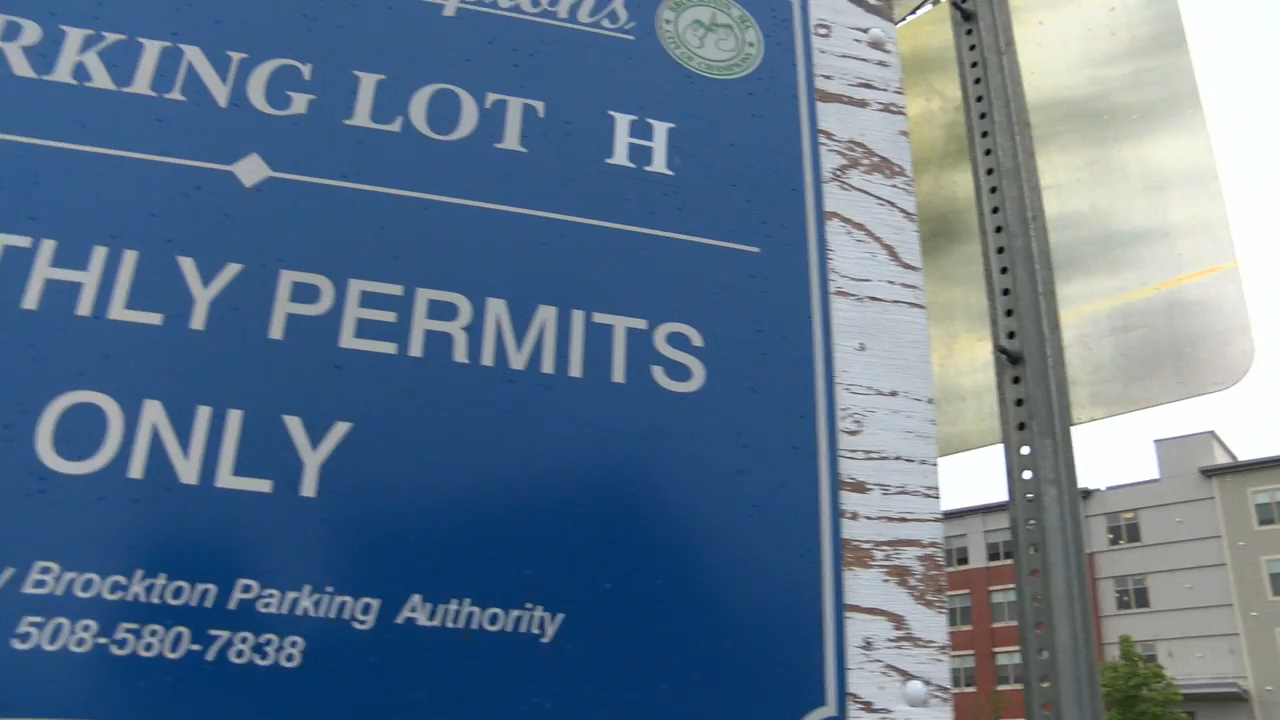 RKING LOT H
THLY PERMITS
ONLY
y Brockton Parking Authority
508-580-7838